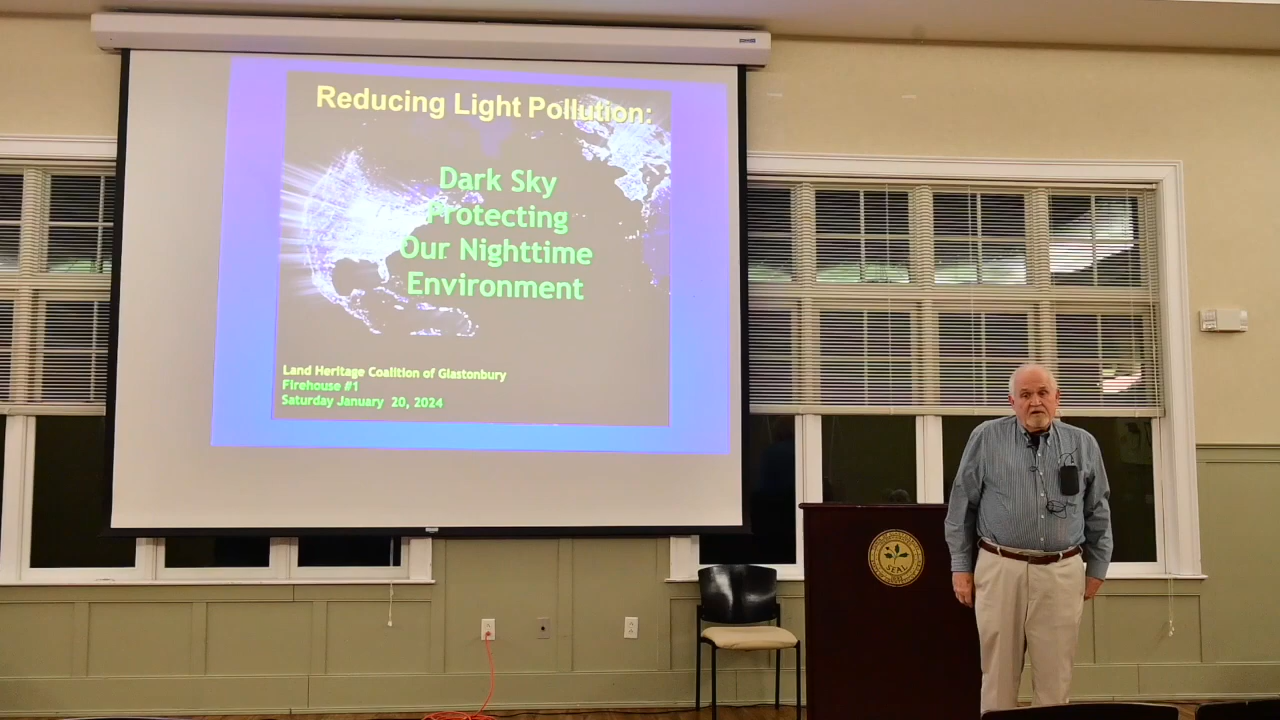 Reducing Light Pollution:
Dark Sky
Protecting
Our Nighttime
Environment
Land Heritage Coalition of Glastonbury
Firehouse #1
Saturday January 20, 2024
SEAL